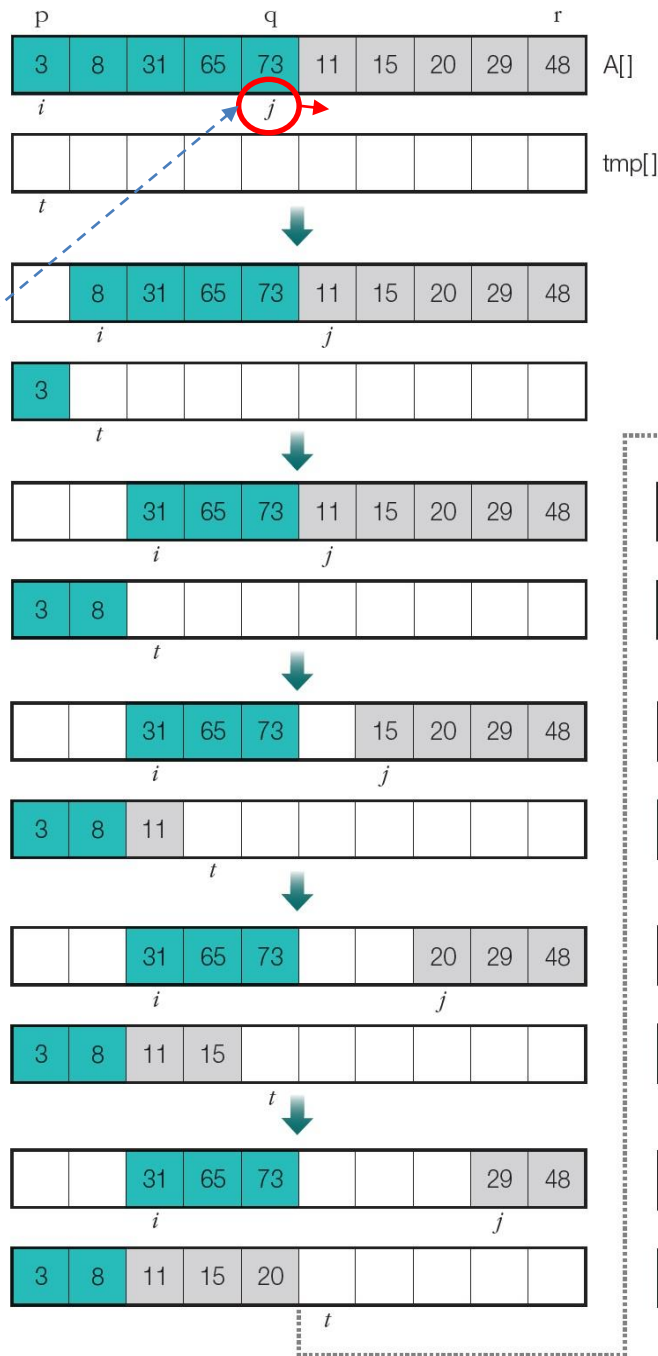 p q r
3 8 31 65 73 11 15 20 29 48 A[]
i j
tmp[]
t
8 31 65 73 11 15 20 29 48
i j
3
t
31 65 73 11 15 20 29 48
i j
3 8
t
31 65 73 15 20 29 48
i j
3 8 11
t
31 65 73 20 29 48
i j
3 8 11 15
t
31 65 73 29 48
i j
3 8 11 15 20
t